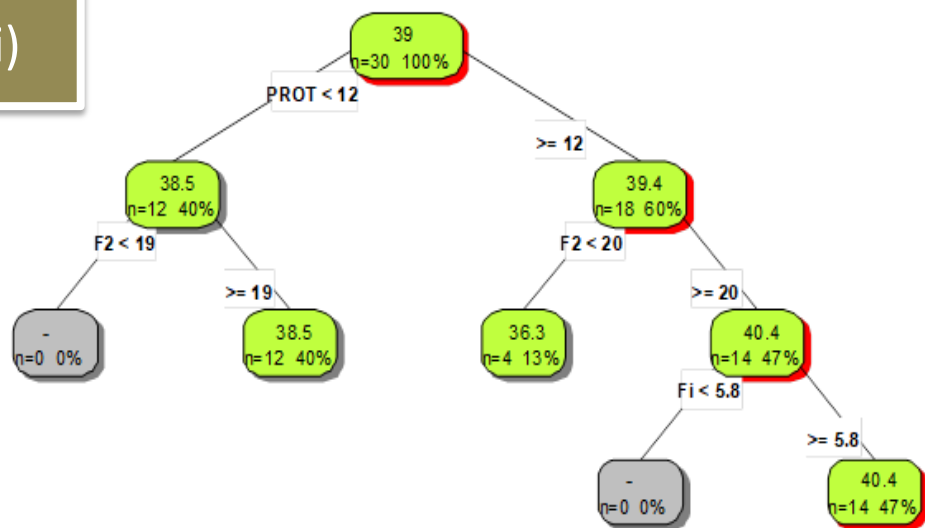 i)
39
n=30 100%
PROT < 12
>= 12
38.5
n=12 40%
39.4
n=18 60%
F2 < 19
>= 19
F2 < 20
>= 20
-
n=0 0%
38.5
n=12 40%
36.3
n=4 13%
40.4
n=14 47%
Fi < 5.8
>= 5.8
-
n=0 0%
40.4
n=14 47%